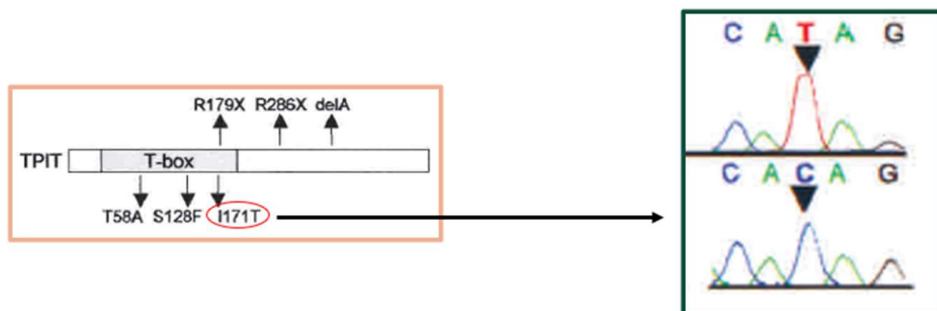 R179X R286X delA
TPIT T-box
T58A S128F I171T
C A T A G
C A C A G